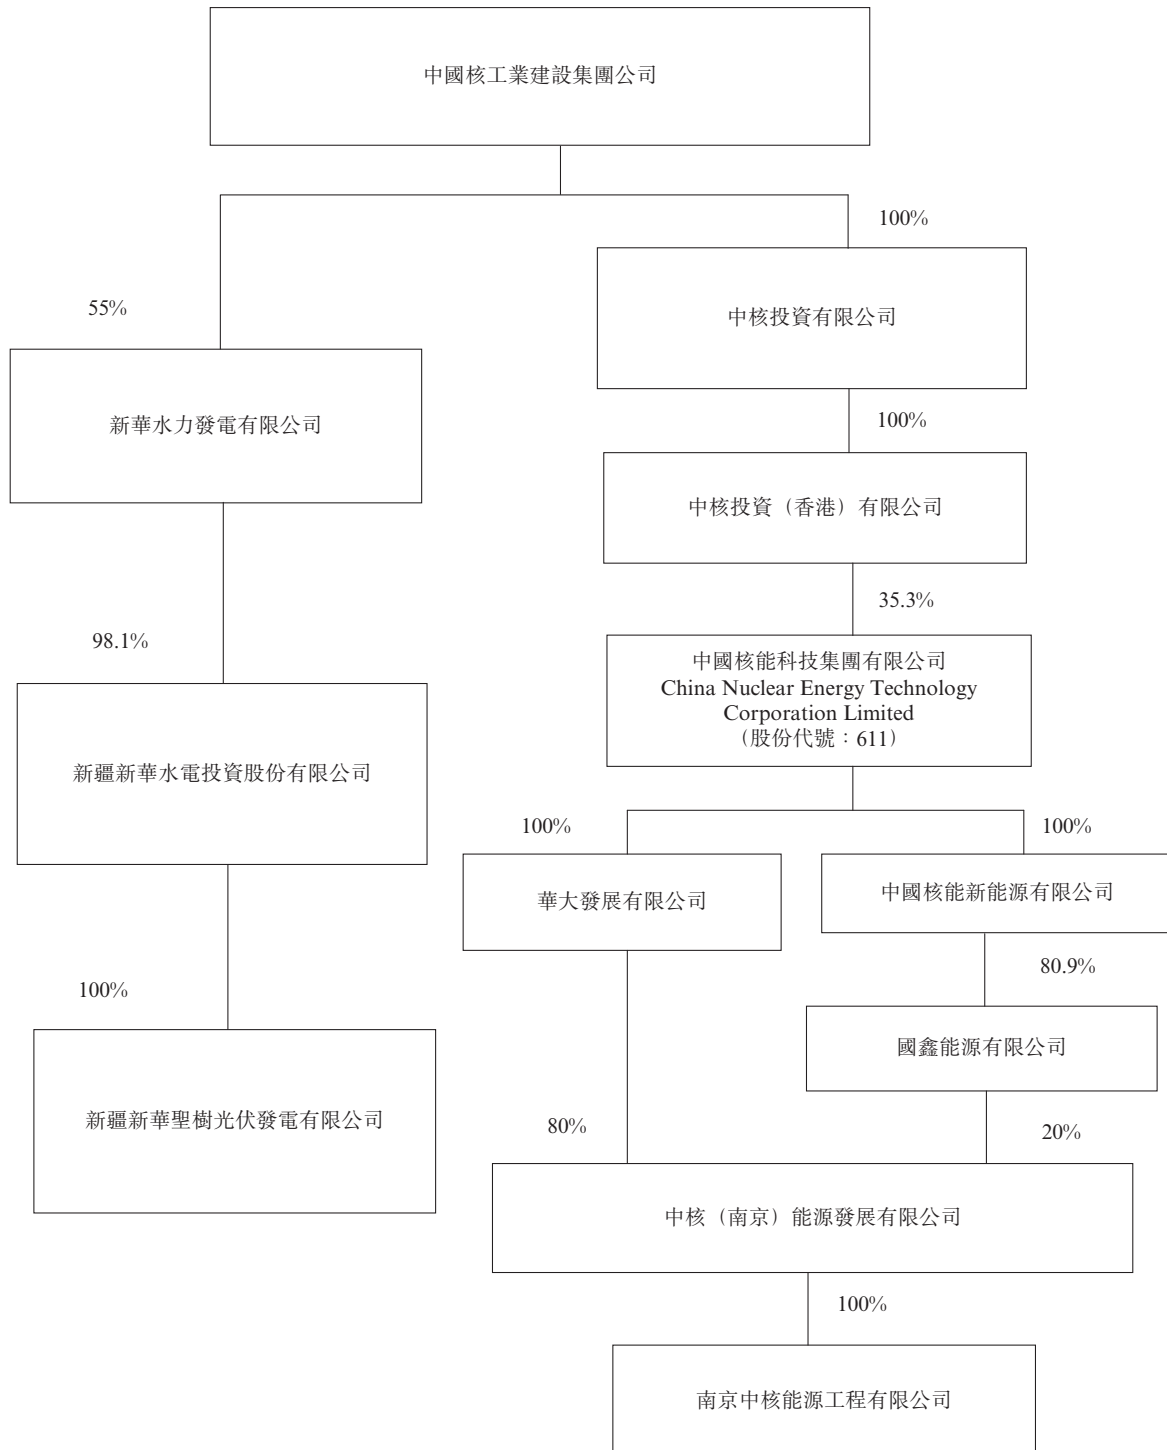 中國核工業建設集團公司
100%
55%
中核投資有限公司
新華水力發電有限公司
100%
中核投資（香港）有限公司
35.3%
98.1%
中國核能科技集團有限公司
China Nuclear Energy Technology
Corporation Limited
（股份代號：611）
新疆新華水電投資股份有限公司
100%
100%
華大發展有限公司
中國核能新能源有限公司
80.9%
100%
國鑫能源有限公司
新疆新華聖樹光伏發電有限公司
80%
20%
中核（南京）能源發展有限公司
100%
南京中核能源工程有限公司